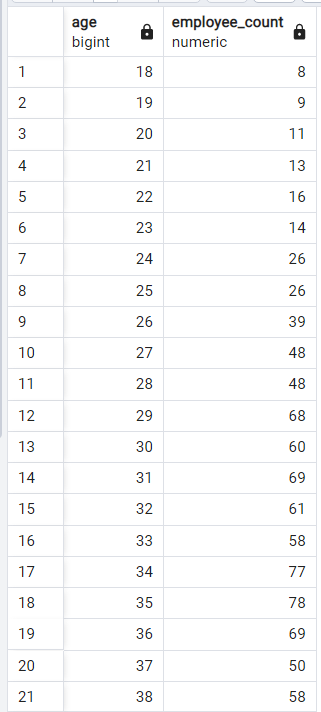 age employee_count
bigint numeric
1 18 8
2 19 9
3 20 11
4 21 13
5 22 16
6 23 14
7 24 26
8 25 26
9 26 39
10 27 48
11 28 48
12 29 68
13 30 60
14 31 69
15 32 61
16 33 58
17 34 77
18 35 78
19 36 69
20 37 50
21 38 58